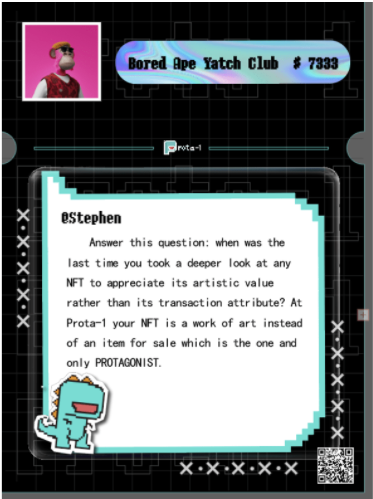 Bored Ape Yatch Club $ 7333
Prota-1
@Stephen
Answer this question: when was the
last time you took a deeper look at any
NFT to appreciate its artistic value
rather than its transaction attribute? At
Prota-1 your NFT is a work of art instead
of an item for sale which is the one and
only PROTAGONIST.